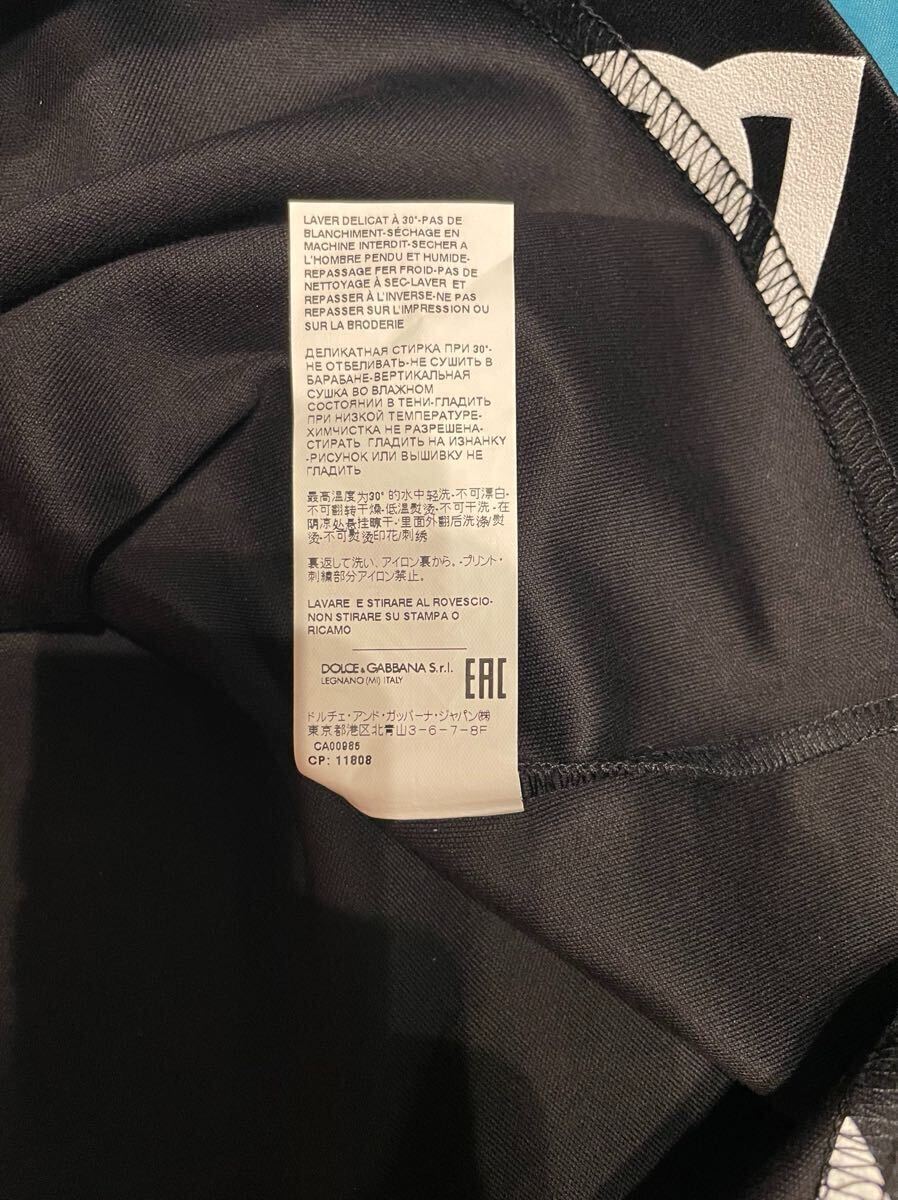 LAVER DELICAT À 30°-PAS DE
BLANCHIMENT-SÉCHAGE EN
MACHINE INTERDIT-SECHER A
L'HOMBRE PENDU ET HUMIDE-
REPASSAGE FER FROID-PAS DE
NETTOYAGE À SEC-LAVER ET
REPASSER À L'INVERSE-NE PAS
REPASSER SUR L'IMPRESSION OU
SUR LA BRODERIE
ДЕЛИКАТНАЯ СТИРКА ПРИ 30°-
НЕ ОТБЕЛИВАТЬ-НЕ СУШИТЬ В
БАРАБАНЕ-ВЕРТИКАЛЬНАЯ
СУШКА ВО ВЛАЖНОМ
СОСТОЯНИИ В ТЕНИ-ГЛАДИТЬ
ПРИ НИЗКОЙ ТЕМПЕРАТУРЕ-
ХИМЧИСТКА НЕ РАЗРЕШЕНА-
СТИРАТЬ ГЛАДИТЬ НА ИЗНАНКУ
-РИСУНОК ИЛИ ВЫШИВКУ НЕ
ГЛАДИТЬ
最高温度为30° 的水中轻洗-不可漂白-
不可翻转干燥-低温熨烫-不可干洗-在
阴凉处悬挂晾干-里面外翻后洗涤/熨
烫-不可熨烫印花/刺绣
裏返して洗い、アイロン裏から。-プリント・
刺繍部分アイロン禁止。
LAVARE E STIRARE AL ROVESCIO-
NON STIRARE SU STAMPA O
RICAMO
DOLCE & GABBANA S.r.l.
LEGNANO (MI) ITALY
EAC
ドルチェ・アンド・ガッバーナ・ジャパン㈱
東京都港区北青山3-6-7-8F
CA00985
CP: 11808